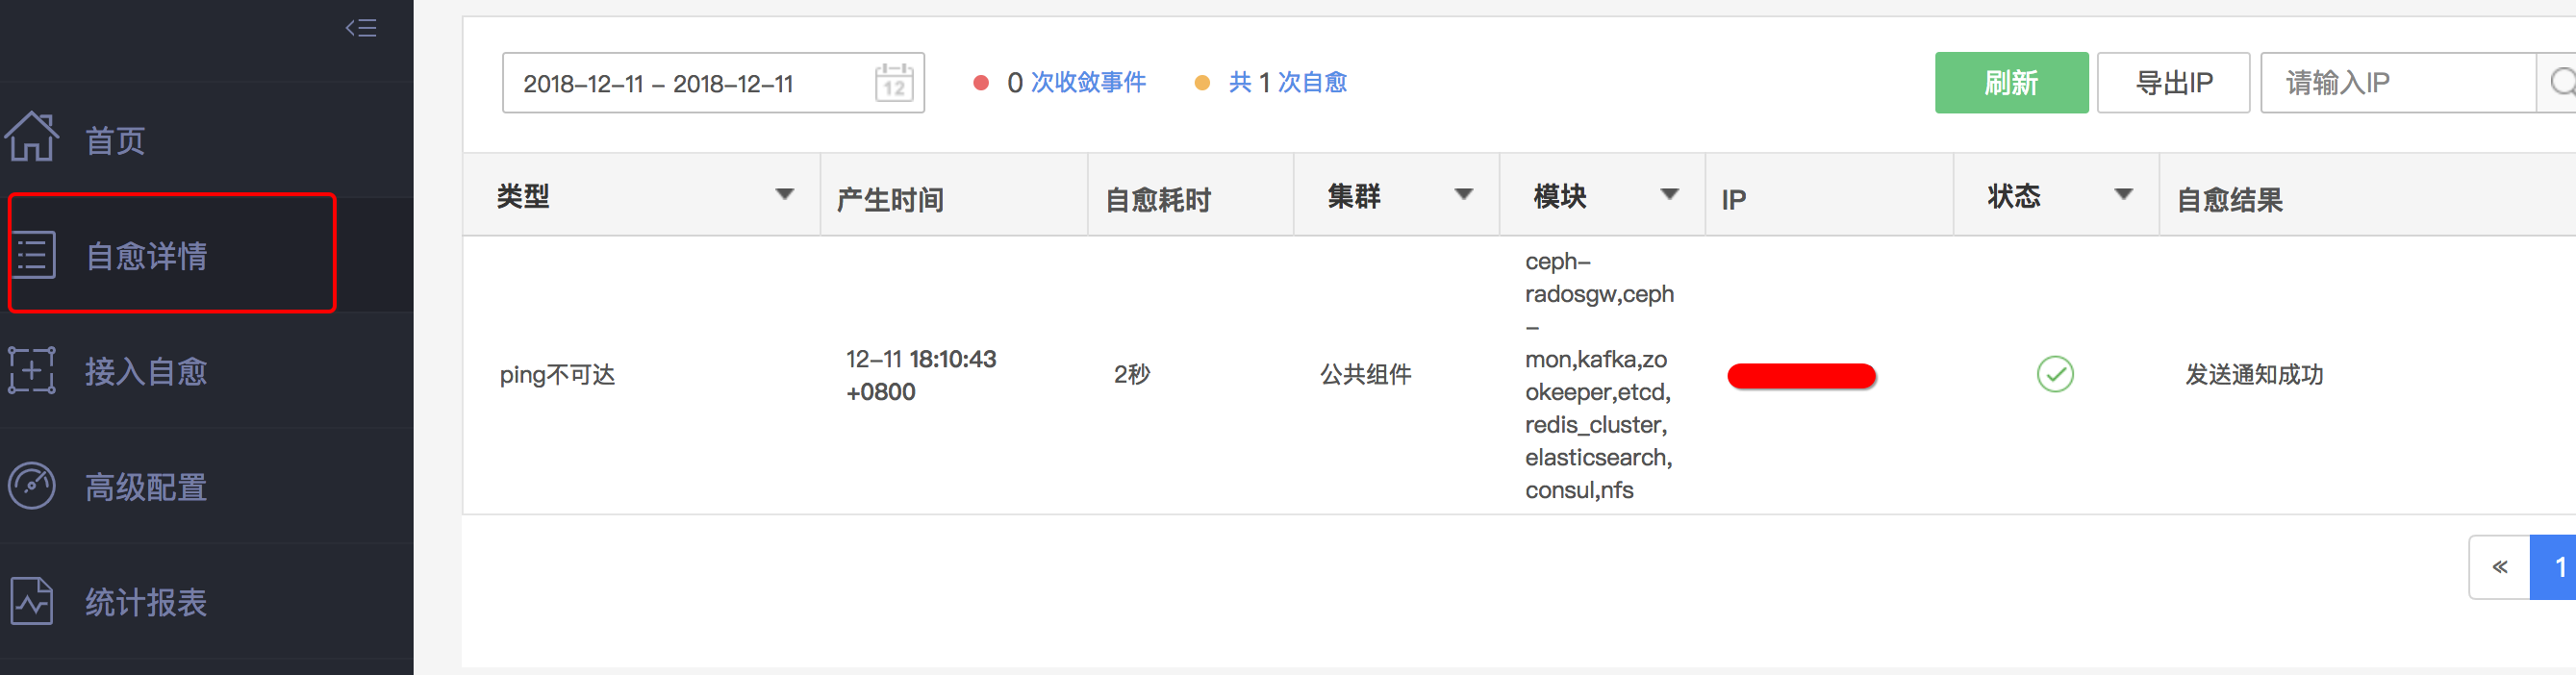 首页
自愈详情
接入自愈
高级配置
统计报表
2018-12-11 - 2018-12-11
12
0 次收敛事件
共 1 次自愈
刷新
导出IP
请输入IP
类型
产生时间
自愈耗时
集群
模块
IP
状态
自愈结果
ping不可达
12-11 18:10:43
+0800
2秒
公共组件
ceph-
radosgw,ceph
-
mon,kafka,zo
okeeper,etcd,
redis_cluster,
elasticsearch,
consul,nfs
发送通知成功
«
1